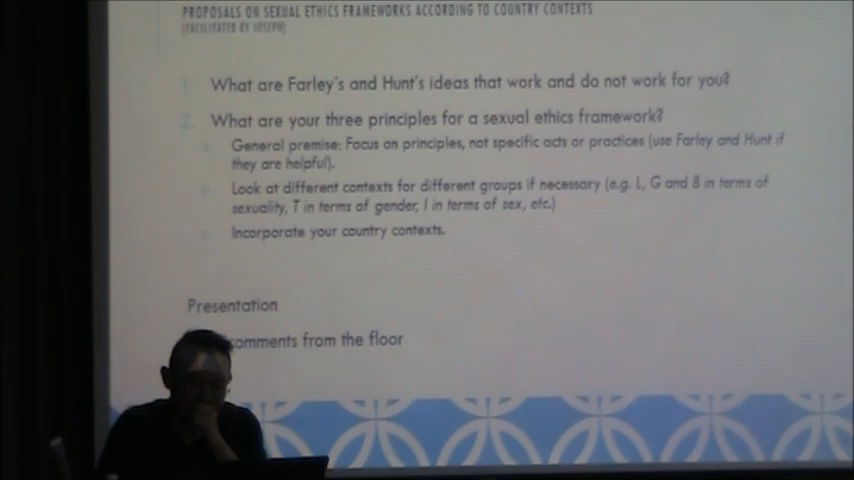 PROPOSALS ON SEXUAL ETHICS FRAMEWORKS ACCORDING TO COUNTRY CONTEXTS
(FACILITATED BY JOSEPH)
1. What are Farley's and Hunt's ideas that work and do not work for you?
2. What are your three principles for a sexual ethics framework?
a. General premise: Focus on principles, not specific acts or practices (use Farley and Hunt if
they are helpful).
b. Look at different contexts for different groups if necessary (e.g. L, G and B in terms of
sexuality, T in terms of gender, I in terms of sex, etc.)
c. Incorporate your country contexts.
Presentation
comments from the floor